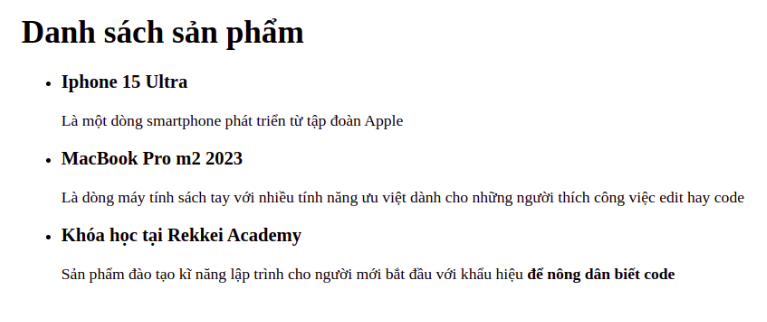 Danh sách sản phẩm
Iphone 15 Ultra
Là một dòng smartphone phát triển từ tập đoàn Apple
MacBook Pro m2 2023
Là dòng máy tính sách tay với nhiều tính năng ưu việt dành cho những người thích công việc edit hay code
Khóa học tại Rekkei Academy
Sản phẩm đào tạo kĩ năng lập trình cho người mới bắt đầu với khẩu hiệu để nông dân biết code